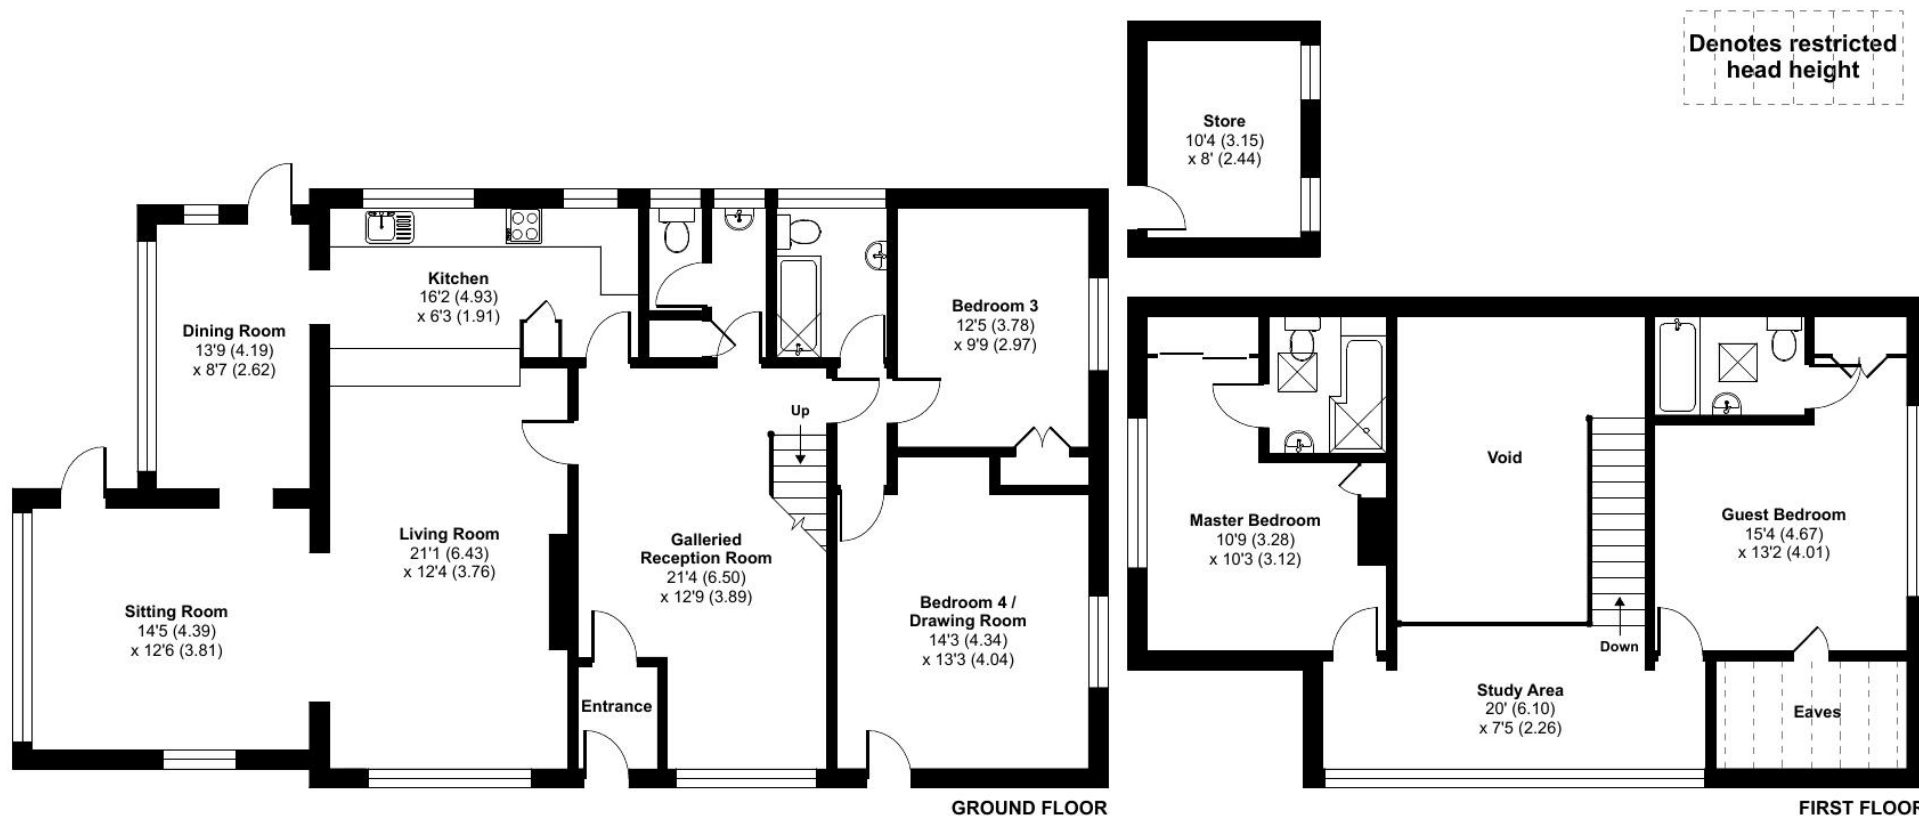 Denotes restricted
head height
Store
10'4 (3.15)
x 8' (2.44)
Kitchen
16'2 (4.93)
x 6'3 (1.91)
Dining Room
13'9 (4.19)
x 8'7 (2.62)
Bedroom 3
12'5 (3.78)
x 9'9 (2.97)
Up
Living Room
21'1 (6.43)
x 12'4 (3.76)
Galleried
Reception Room
21'4 (6.50)
x 12'9 (3.89)
Sitting Room
14'5 (4.39)
x 12'6 (3.81)
Bedroom 4 /
Drawing Room
14'3 (4.34)
x 13'3 (4.04)
Entrance
GROUND FLOOR
Void
Master Bedroom
10'9 (3.28)
x 10'3 (3.12)
Guest Bedroom
15'4 (4.67)
x 13'2 (4.01)
Down
Study Area
20' (6.10)
x 7'5 (2.26)
Eaves
FIRST FLOOR